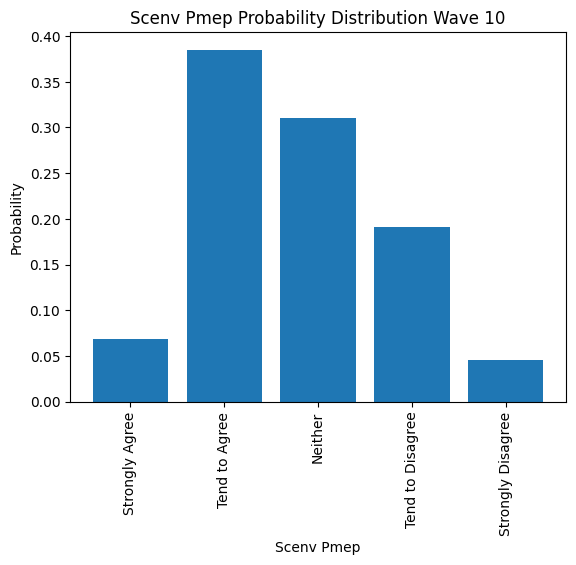 Scenv Pmep Probability Distribution Wave 10
Probability
0.40
0.35
0.30
0.25
0.20
0.15
0.10
0.05
0.00
Strongly Agree
Tend to Agree
Neither
Tend to Disagree
Strongly Disagree
Scenv Pmep